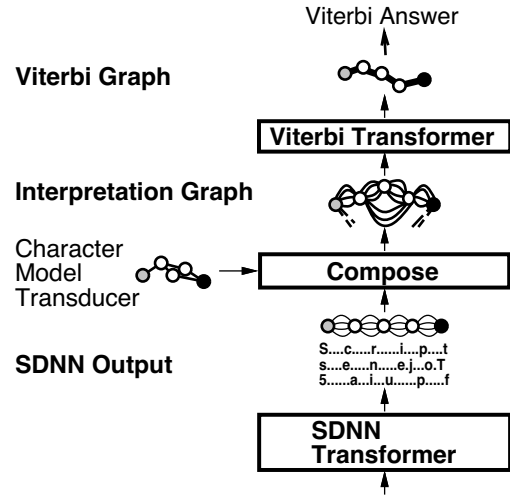 Viterbi Answer
Viterbi Graph
Viterbi Transformer
Interpretation Graph
Character
Model
Transducer
Compose
SDNN Output
S....c.....r......i....p....t
s....e.....n.....e.j...o.T
5......a...i...u......p.....f
SDNN
Transformer